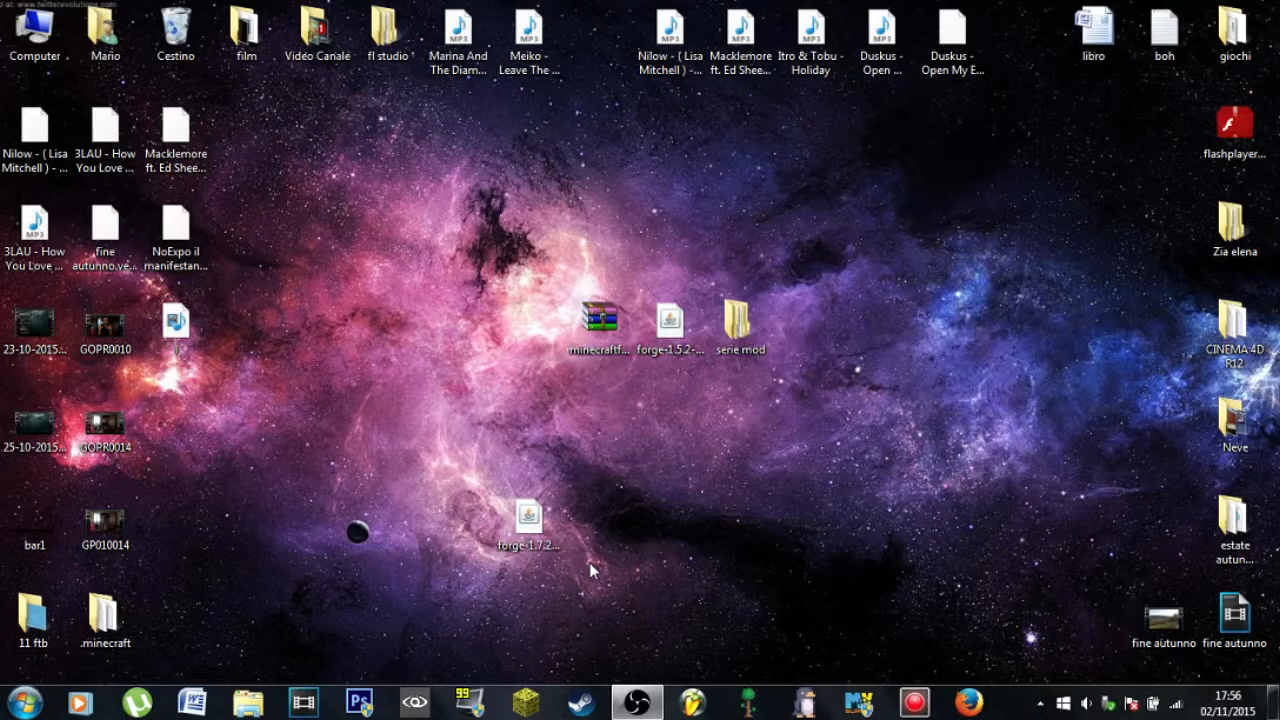 d at: www.twitterevolutions.com
Computer
Mario
Cestino
film
Video Canale
fl studio
Marina And
The Diam...
Meiko -
Leave The ...
Nilow - ( Lisa
Mitchell ) -...
Macklemore
ft. Ed Shee...
Itro & Tobu -
Holiday
Duskus -
Open ...
Duskus -
Open My E...
libro
boh
giochi
Nilow - ( Lisa
Mitchell ) - ...
3LAU - How
You Love ...
Macklemore
ft. Ed Shee...
flashplayer...
3LAU - How
You Love ...
fine
autunno.ve...
NoExpo il
manifestan...
Zia elena
23-10-2015...
GOPR0010
minecraftf...
forge-1.5.2-...
serie mod
CINEMA 4D
R12
25-10-2015...
GOPR0014
Neve
bar1
GP010014
forge-1.7.2...
estate
autun...
11 ftb
.minecraft
fine autunno
fine autunno
99
17:56
02/11/2015